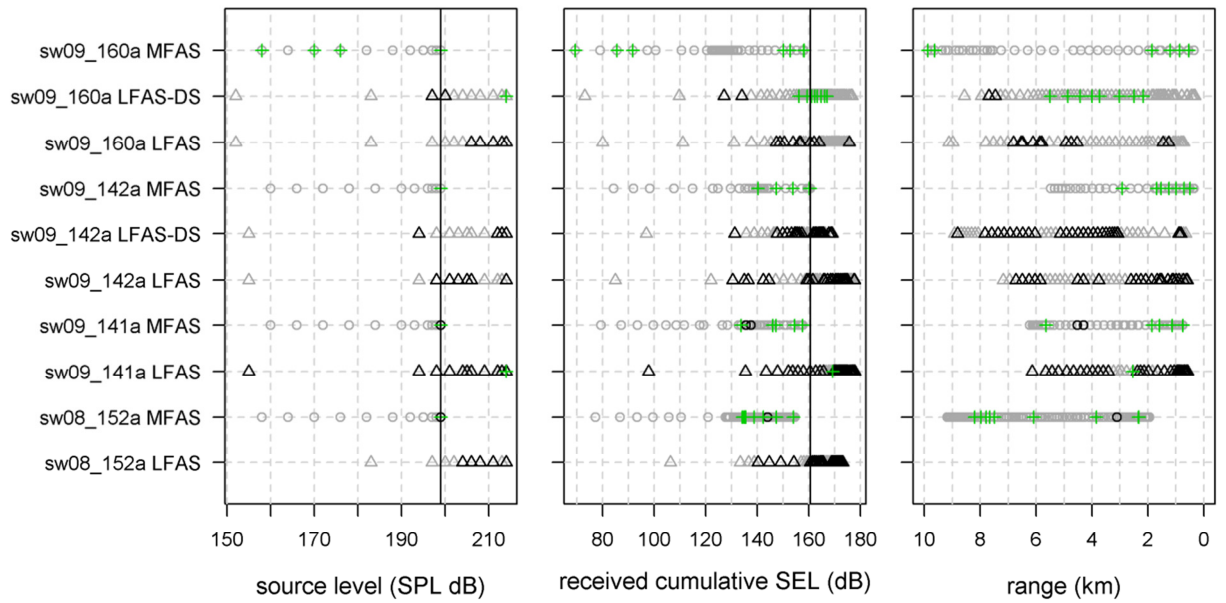 sw09_160a MFAS
sw09_160a LFAS-DS
sw09_160a LFAS
sw09_142a MFAS
sw09_142a LFAS-DS
sw09_142a LFAS
sw09_141a MFAS
sw09_141a LFAS
sw08_152a MFAS
sw08_152a LFAS
150 170 190 210
80 100 120 140 160 180
10 8 6 4 2 0
source level (SPL dB)
received cumulative SEL (dB)
range (km)